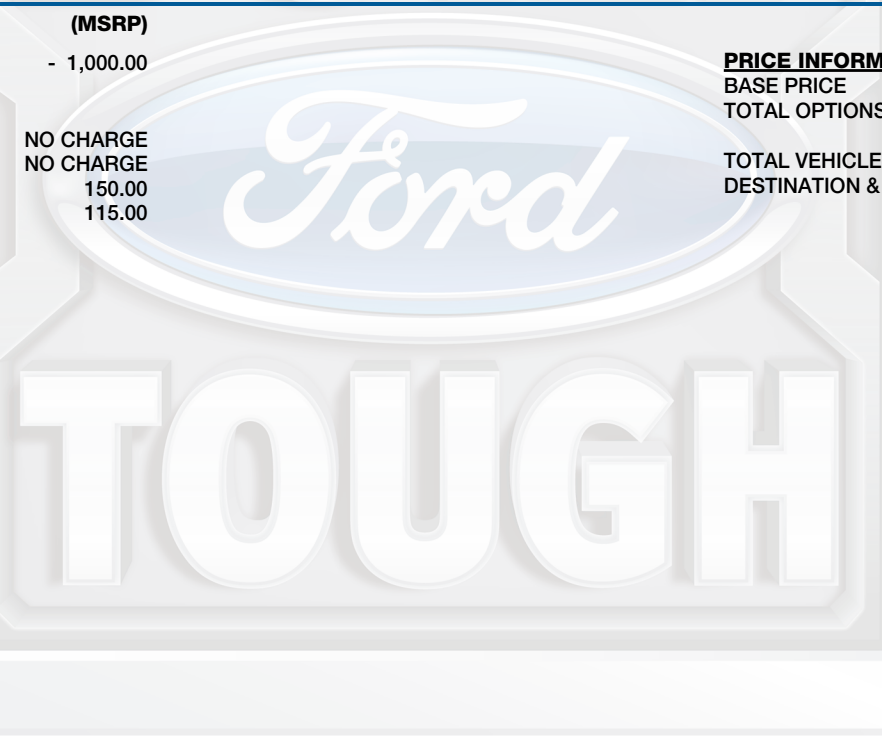 (MSRP)
- 1,000.00
NO CHARGE
NO CHARGE
150.00
115.00
PRICE INFORM
BASE PRICE
TOTAL OPTIONS
TOTAL VEHICLE
DESTINATION &
Ford
TOUGH